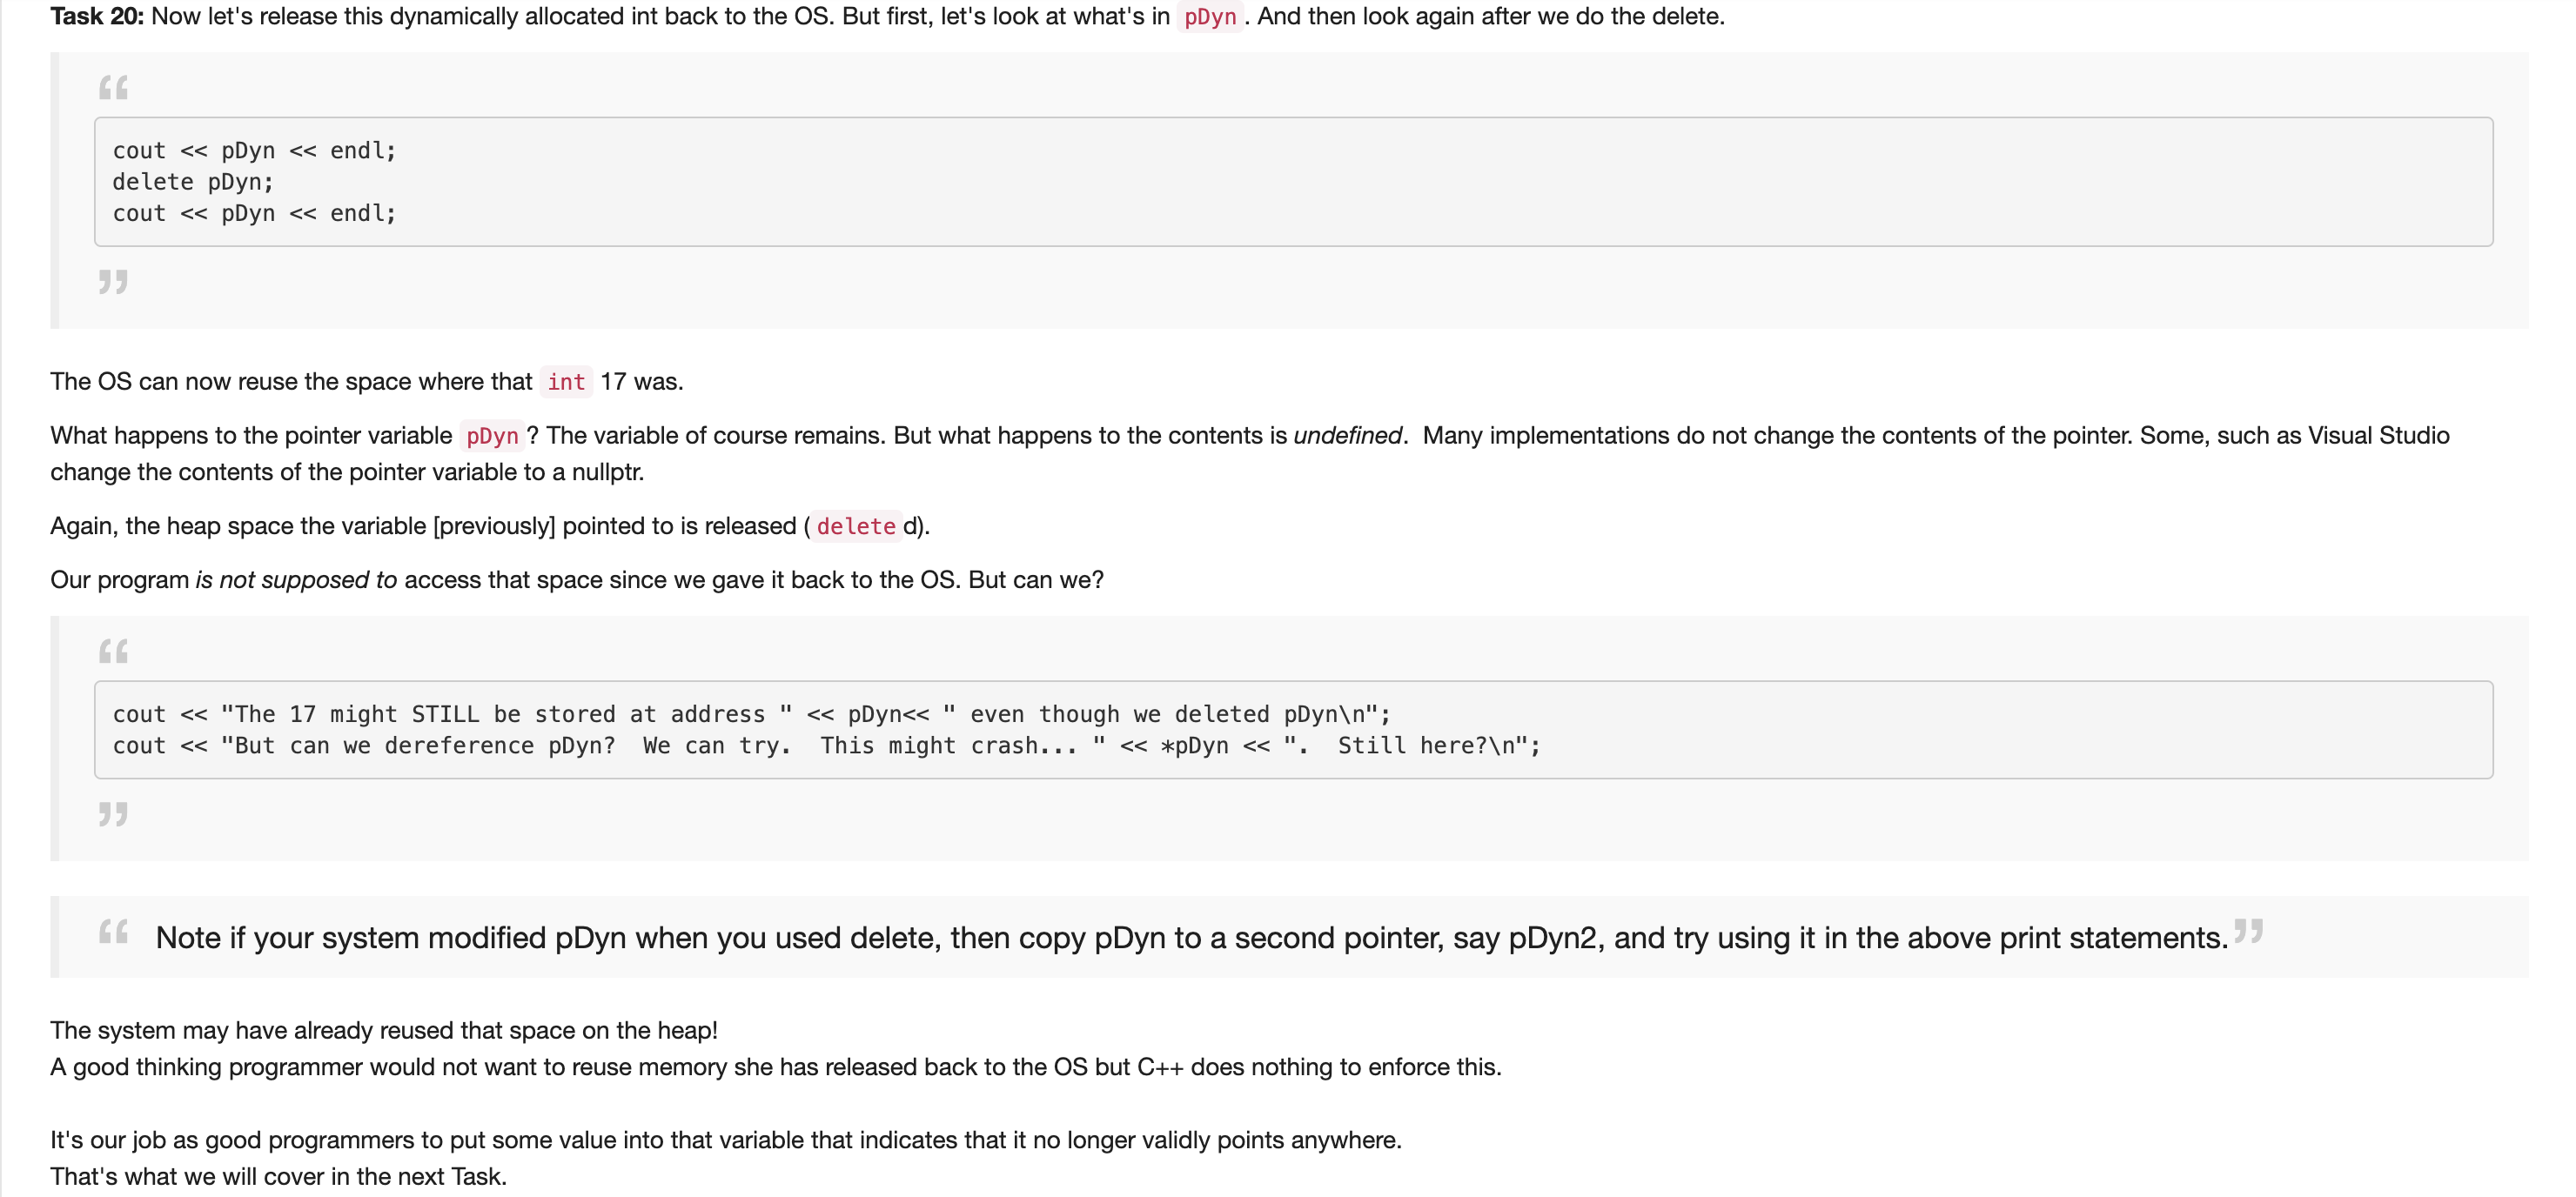 Task 20: Now let's release this dynamically allocated int back to the OS. But first, let's look at what's in pDyn. And then look again after we do the delete.
“
cout << pDyn << endl;
delete pDyn;
cout << pDyn << endl;
”
The OS can now reuse the space where that int 17 was.
What happens to the pointer variable pDyn? The variable of course remains. But what happens to the contents is undefined.  Many implementations do not change the contents of the pointer. Some, such as Visual Studio
change the contents of the pointer variable to a nullptr.
Again, the heap space the variable [previously] pointed to is released (deleted).
Our program is not supposed to access that space since we gave it back to the OS. But can we?
“
cout << "The 17 might STILL be stored at address " << pDyn<< " even though we deleted pDyn\n";
cout << "But can we dereference pDyn?  We can try.  This might crash... " << *pDyn << ".  Still here?\n";
”
“ Note if your system modified pDyn when you used delete, then copy pDyn to a second pointer, say pDyn2, and try using it in the above print statements. ”
The system may have already reused that space on the heap!
A good thinking programmer would not want to reuse memory she has released back to the OS but C++ does nothing to enforce this.
It's our job as good programmers to put some value into that variable that indicates that it no longer validly points anywhere.
That's what we will cover in the next Task.